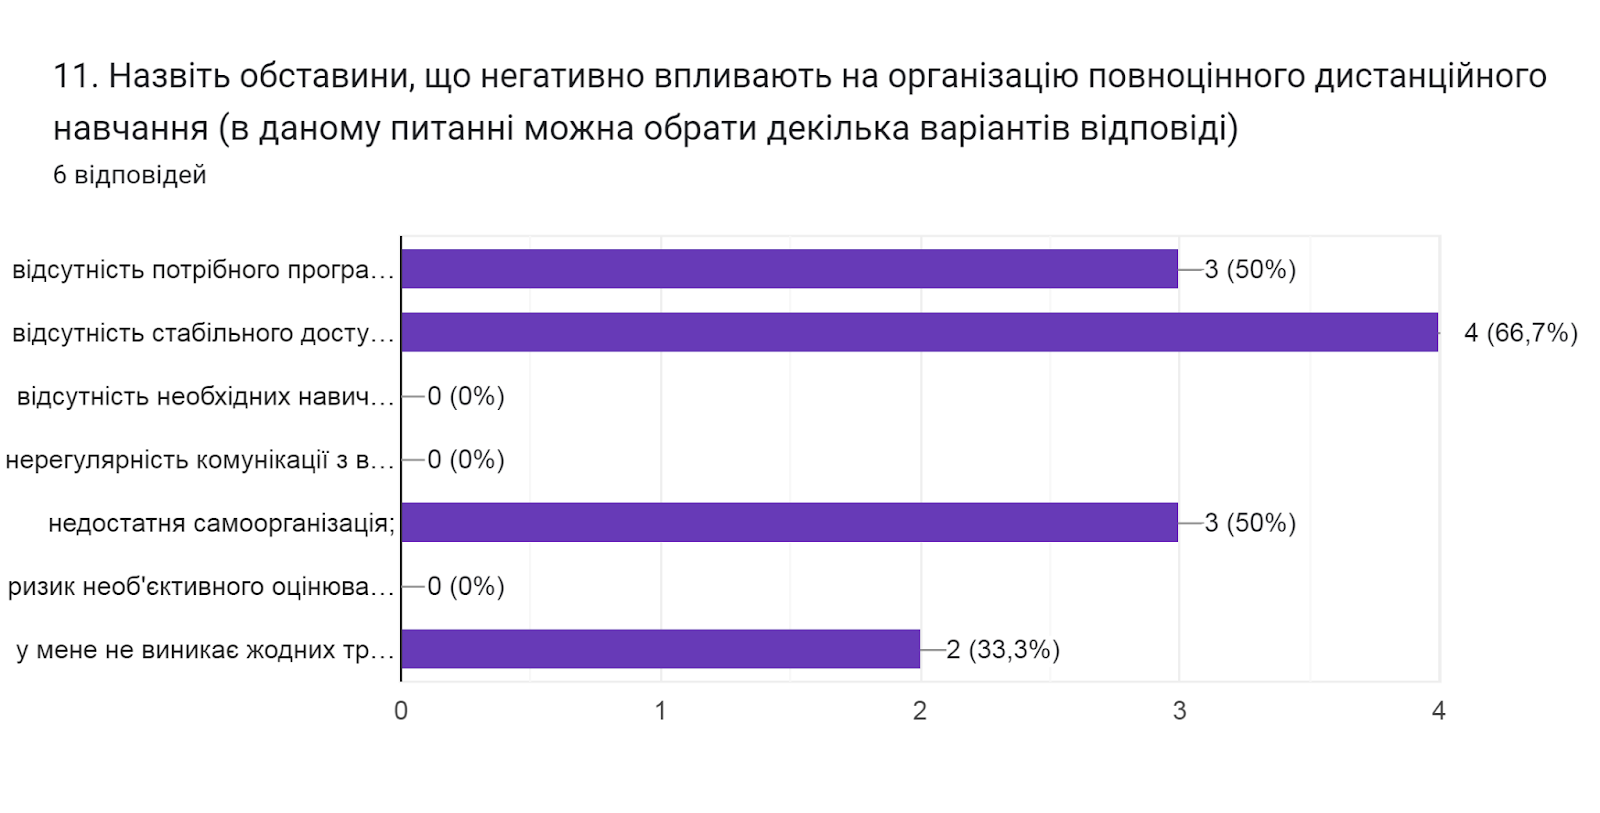 11. Назвіть обставини, що негативно впливають на організацію повноцінного дистанційного
навчання (в даному питанні можна обрати декілька варіантів відповіді)
6 відповідей
відсутність потрібного програ…
3 (50%)
відсутність стабільного досту…
4 (66,7%)
відсутність необхідних навич…
0 (0%)
нерегулярність комунікації з в…
0 (0%)
недостатня самоорганізація;
3 (50%)
ризик необ'єктивного оцінюва…
0 (0%)
у мене не виникає жодних тр…
2 (33,3%)
0 1 2 3 4